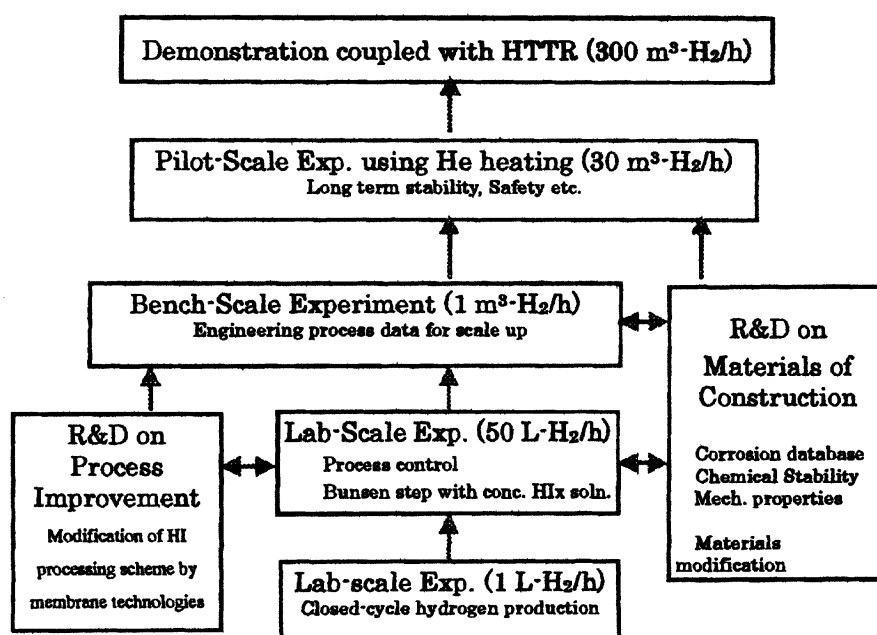 Demonstration coupled with HTTR (300 m³-H₂/h)
Pilot-Scale Exp. using He heating (30 m³-H₂/h)
Long term stability, Safety etc.
Bench-Scale Experiment (1 m³-H₂/h)
Engineering process data for scale up
R&D on
Materials of
Construction
Corrosion database
Chemical Stability
Mech. properties
Materials
modification
R&D on
Process
Improvement
Modification of HI
processing scheme by
membrane technologies
Lab-Scale Exp. (50 L-H₂/h)
Process control
Bunsen step with conc. HIx soln.
Lab-scale Exp. (1 L-H₂/h)
Closed-cycle hydrogen production